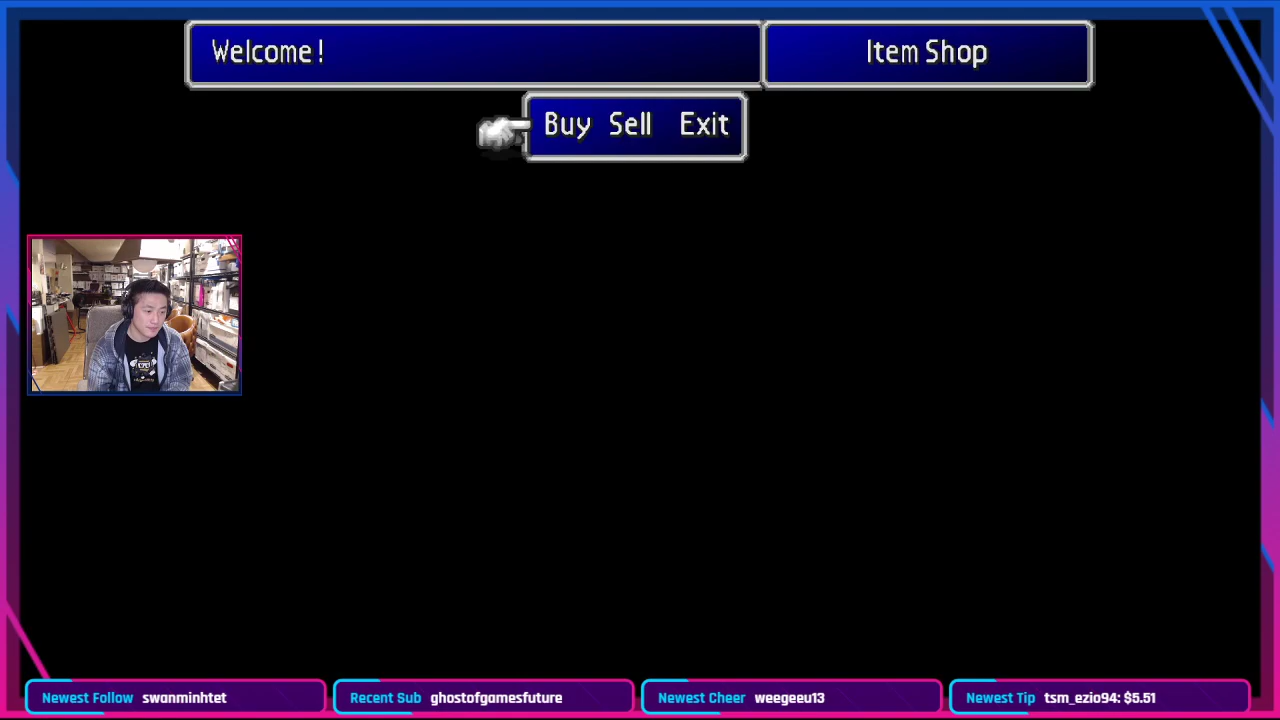 Welcome!
Item Shop
Buy Sell Exit
Newest Follow swanminhtet
Recent Sub ghostofgamesfuture
Newest Cheer weegeeu13
Newest Tip tsm_ezio94: $5.51